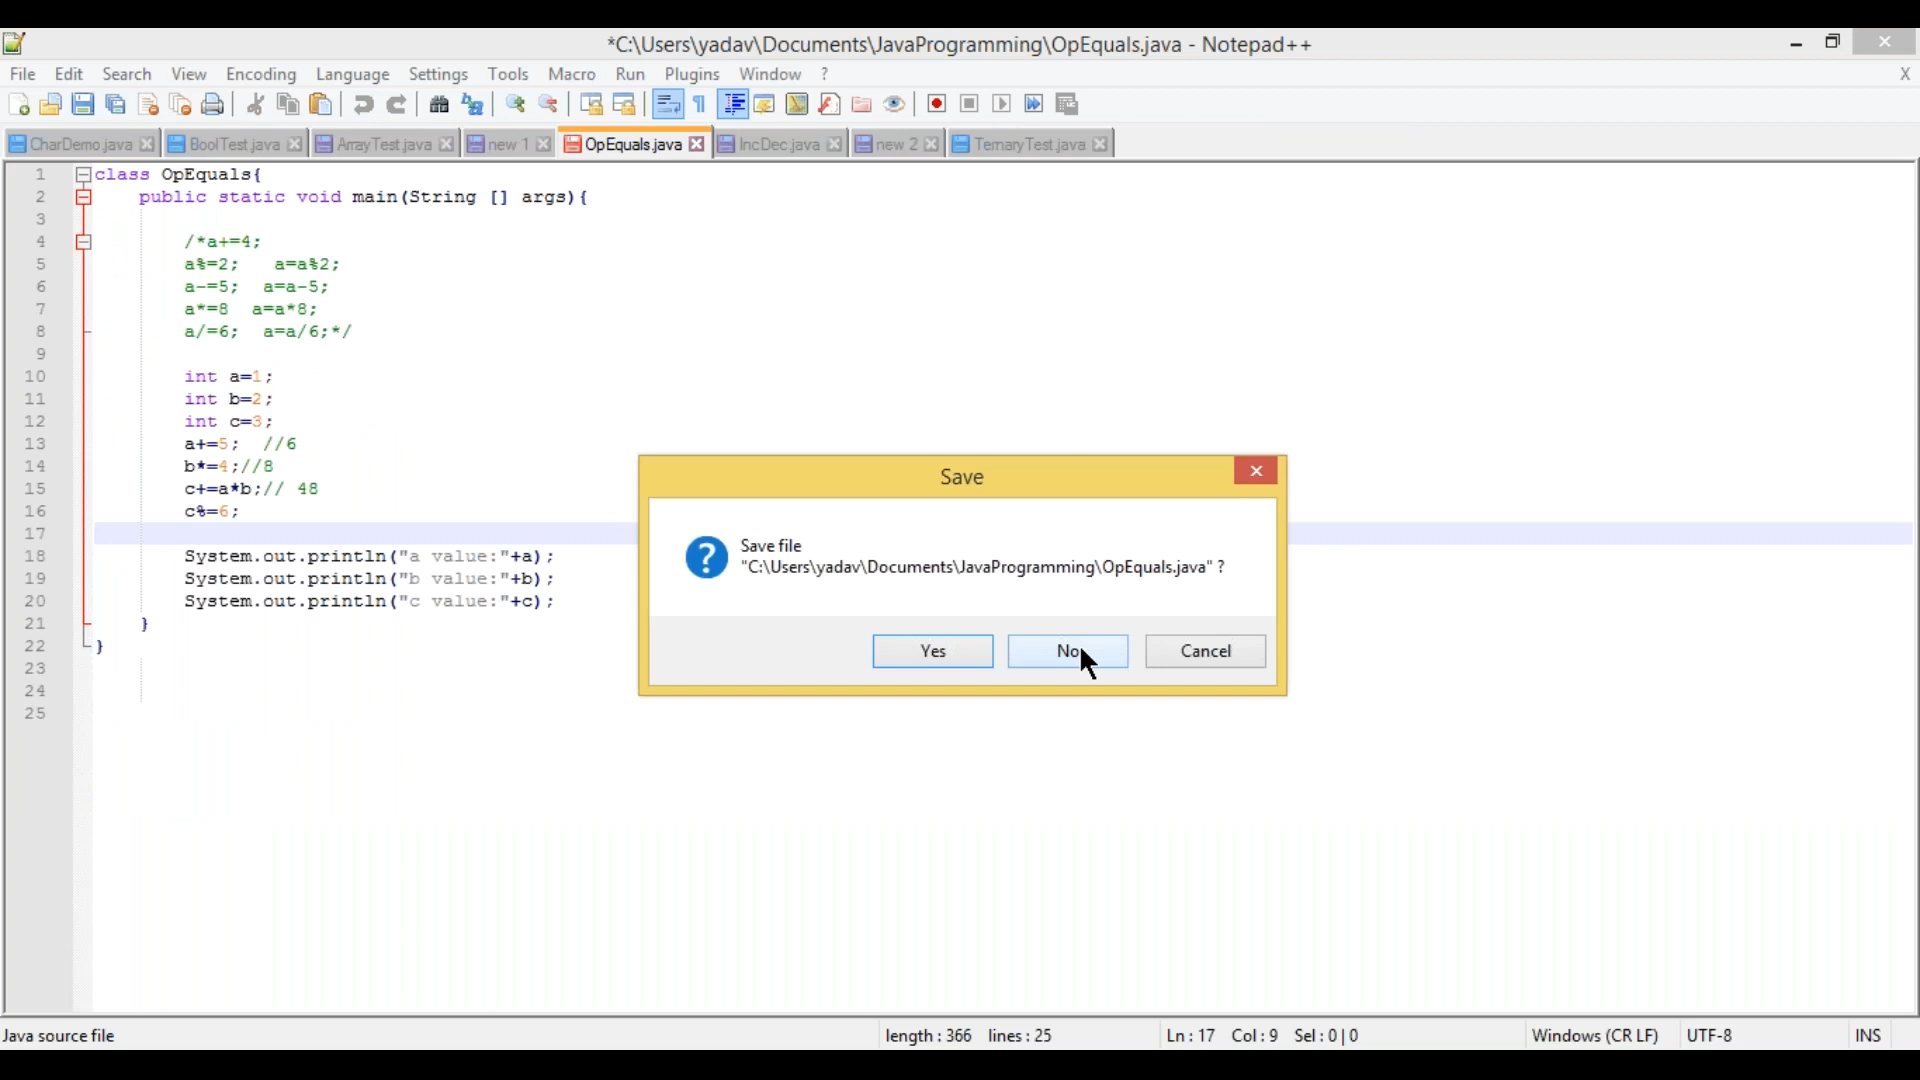 *C:\Users\yadav\Documents\JavaProgramming\OpEquals.java - Notepad++
File Edit Search View Encoding Language Settings Tools Macro Run Plugins Window ? X
CharDemo.java BoolTest.java ArrayTest.java new 1 OpEquals.java IncDec.java new 2 TernaryTest.java
1 class OpEquals{
2 public static void main(String [] args){
3
4 /*a+=4;
5 a%=2; a=a%2;
6 a-=5; a=a-5;
7 a*=8 a=a*8;
8 a/=6; a=a/6;*/
9
10 int a=1;
11 int b=2;
12 int c=3;
13 a+=5; //6
14 b*=4;//8
15 c+=a*b;// 48
16 c%=6;
17
18 System.out.println("a value:"+a);
19 System.out.println("b value:"+b);
20 System.out.println("c value:"+c);
21 }
22 }
23
24
25
Save
Save file
"C:\Users\yadav\Documents\JavaProgramming\OpEquals.java" ?
Yes No Cancel
Java source file length : 366 lines : 25 Ln : 17 Col : 9 Sel : 0 | 0 Windows (CR LF) UTF-8 INS